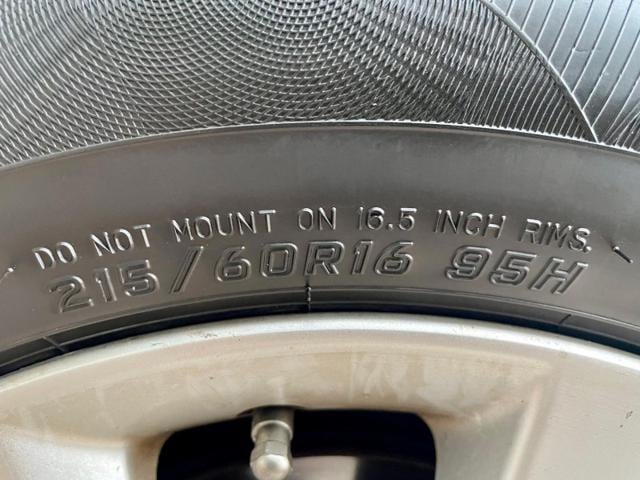 DO NOT MOUNT ON 16.5 INCH RIMS.
215/60R16 95H